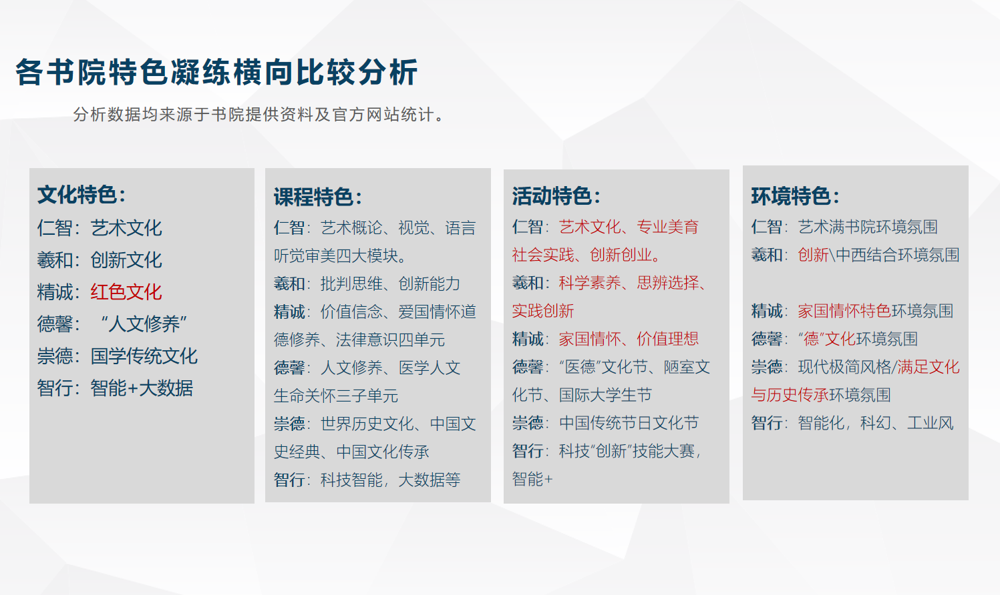 各书院特色凝练横向比较分析
分析数据均来源于书院提供资料及官方网站统计。
文化特色：
仁智：艺术文化
羲和：创新文化
精诚：红色文化
德馨：“人文修养”
崇德：国学传统文化
智行：智能+大数据
课程特色：
仁智：艺术概论、视觉、语言
听觉审美四大模块。
羲和：批判思维、创新能力
精诚：价值信念、爱国情怀道
德修养、法律意识四单元
德馨：人文修养、医学人文
生命关怀三子单元
崇德：世界历史文化、中国文
史经典、中国文化传承
智行：科技智能，大数据等
活动特色：
仁智：艺术文化、专业美育
社会实践、创新创业。
羲和：科学素养、思辨选择、
实践创新
精诚：家国情怀、价值理想
德馨：“医德”文化节、陋室文
化节、国际大学生节
崇德：中国传统节日文化节
智行：科技“创新”技能大赛，
智能+
环境特色：
仁智：艺术满书院环境氛围
羲和：创新\中西结合环境氛围
精诚：家国情怀特色环境氛围
德馨：“德”文化环境氛围
崇德：现代极简风格/满足文化
与历史传承环境氛围
智行：智能化，科幻、工业风